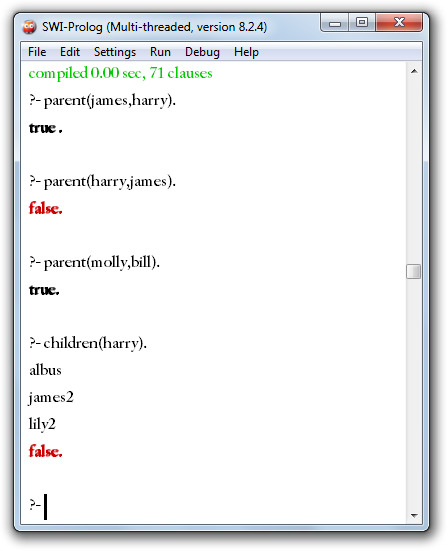 SWI-Prolog (Multi-threaded, version 8.2.4)
File Edit Settings Run Debug Help
compiled 0.00 sec, 71 clauses
?- parent(james,harry).
true .
?- parent(harry,james).
false.
?- parent(molly,bill).
true.
?- children(harry).
albus
james2
lily2
false.
?-